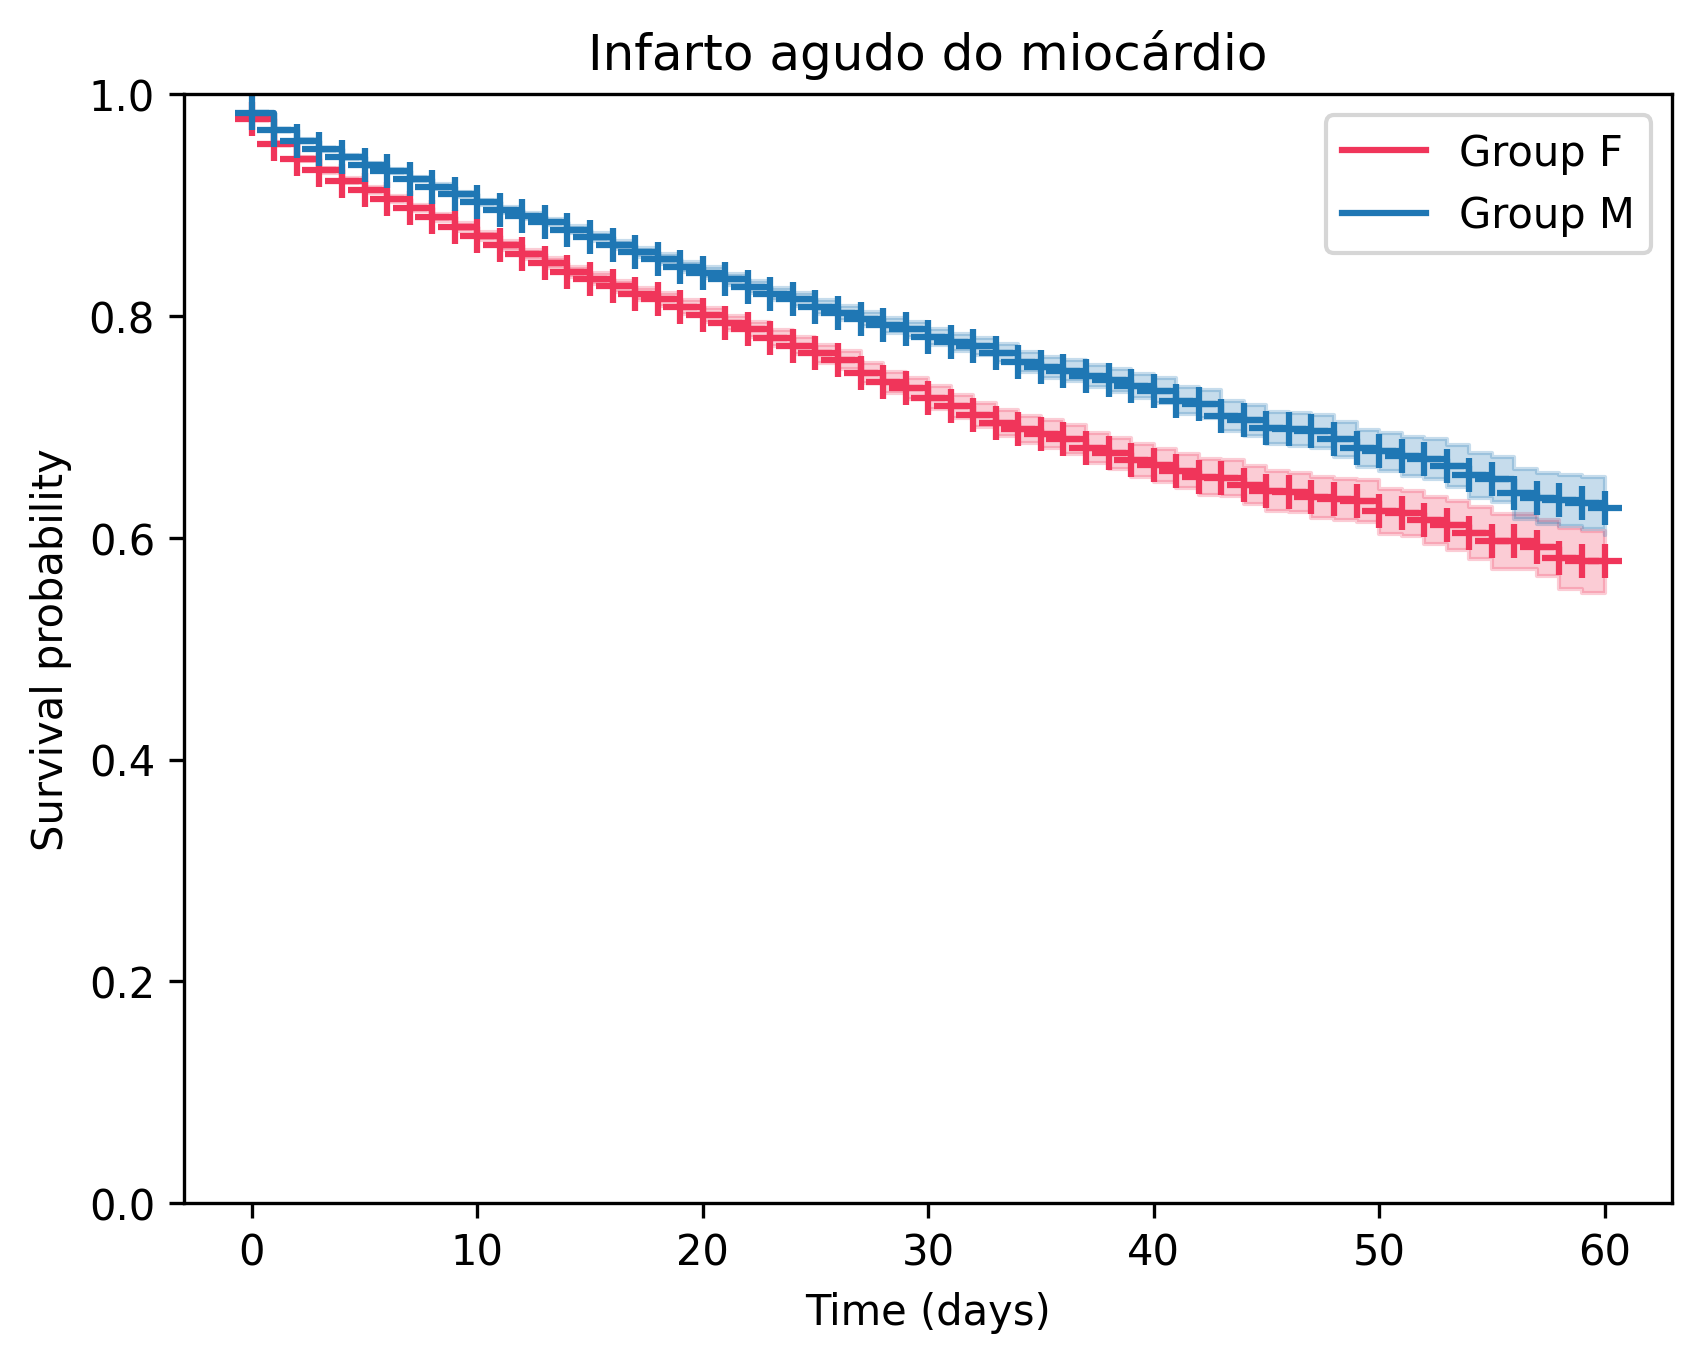 Infarto agudo do miocárdio
Group F
Group M
Survival probability
1.0
0.8
0.6
0.4
0.2
0.0
0 10 20 30 40 50 60
Time (days)